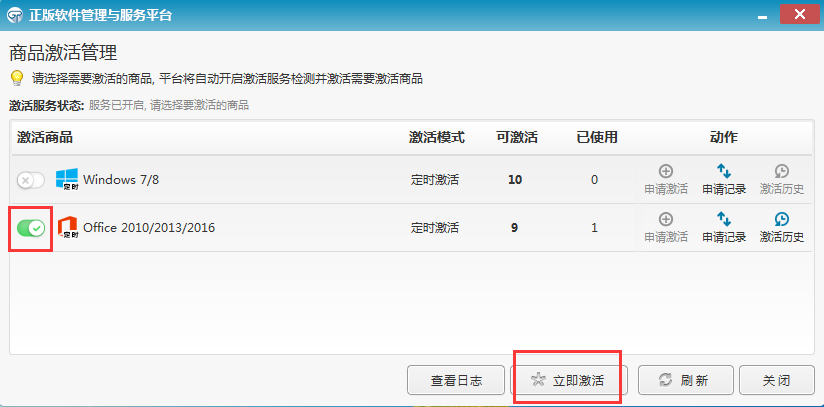 正版软件管理与服务平台
商品激活管理
请选择需要激活的商品, 平台将自动开启激活服务检测并激活需要激活商品
激活服务状态: 服务已开启, 请选择要激活的商品
激活商品 激活模式 可激活 已使用 动作
定时 Windows 7/8 定时激活 10 0 申请激活 申请记录 激活历史
定时 Office 2010/2013/2016 定时激活 9 1 申请激活 申请记录 激活历史
查看日志 立即激活 刷新 关闭